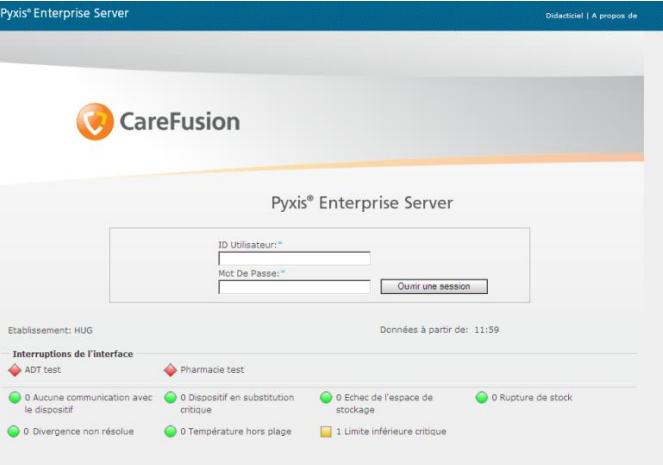 Pyxis® Enterprise Server
Didacticiel | A propos de
CareFusion
Pyxis® Enterprise Server
ID Utilisateur:*
Mot De Passe:*
Ouvrir une session
Etablissement: HUG
Données à partir de: 11:59
Interruptions de l'interface
ADT test
Pharmacie test
0 Aucune communication avec
le dispositif
0 Dispositif en substitution
critique
0 Echec de l'espace de
stockage
0 Rupture de stock
0 Divergence non résolue
0 Température hors plage
1 Limite inférieure critique